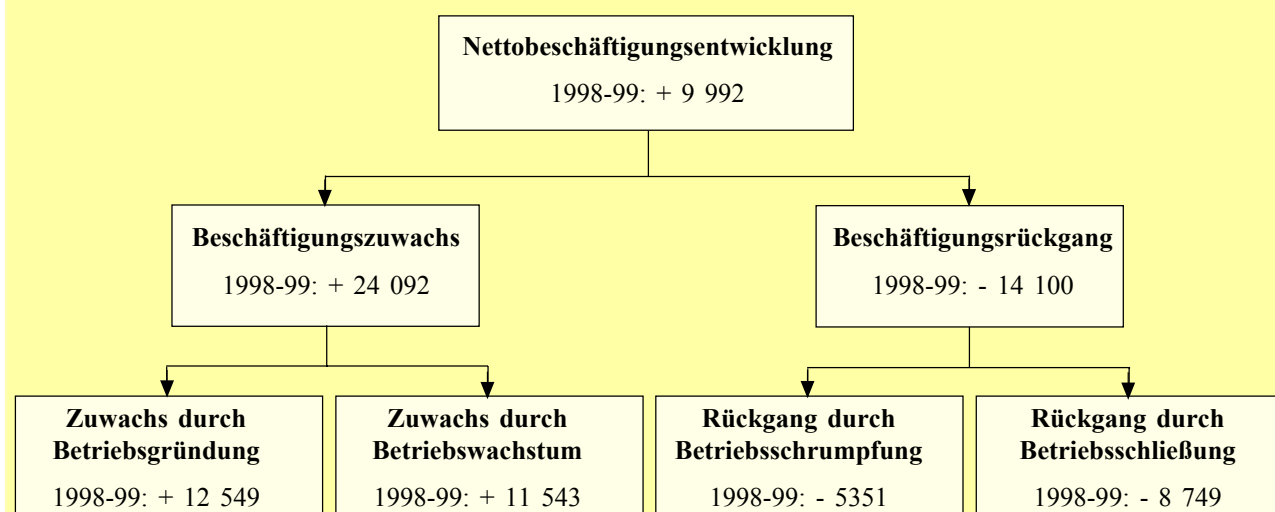 Nettobeschäftigungsentwicklung
1998-99: + 9 992
Beschäftigungszuwachs
1998-99: + 24 092
Beschäftigungsrückgang
1998-99: - 14 100
Zuwachs durch
Betriebsgründung
1998-99: + 12 549
Zuwachs durch
Betriebswachstum
1998-99: + 11 543
Rückgang durch
Betriebsschrumpfung
1998-99: - 5351
Rückgang durch
Betriebsschließung
1998-99: - 8 749